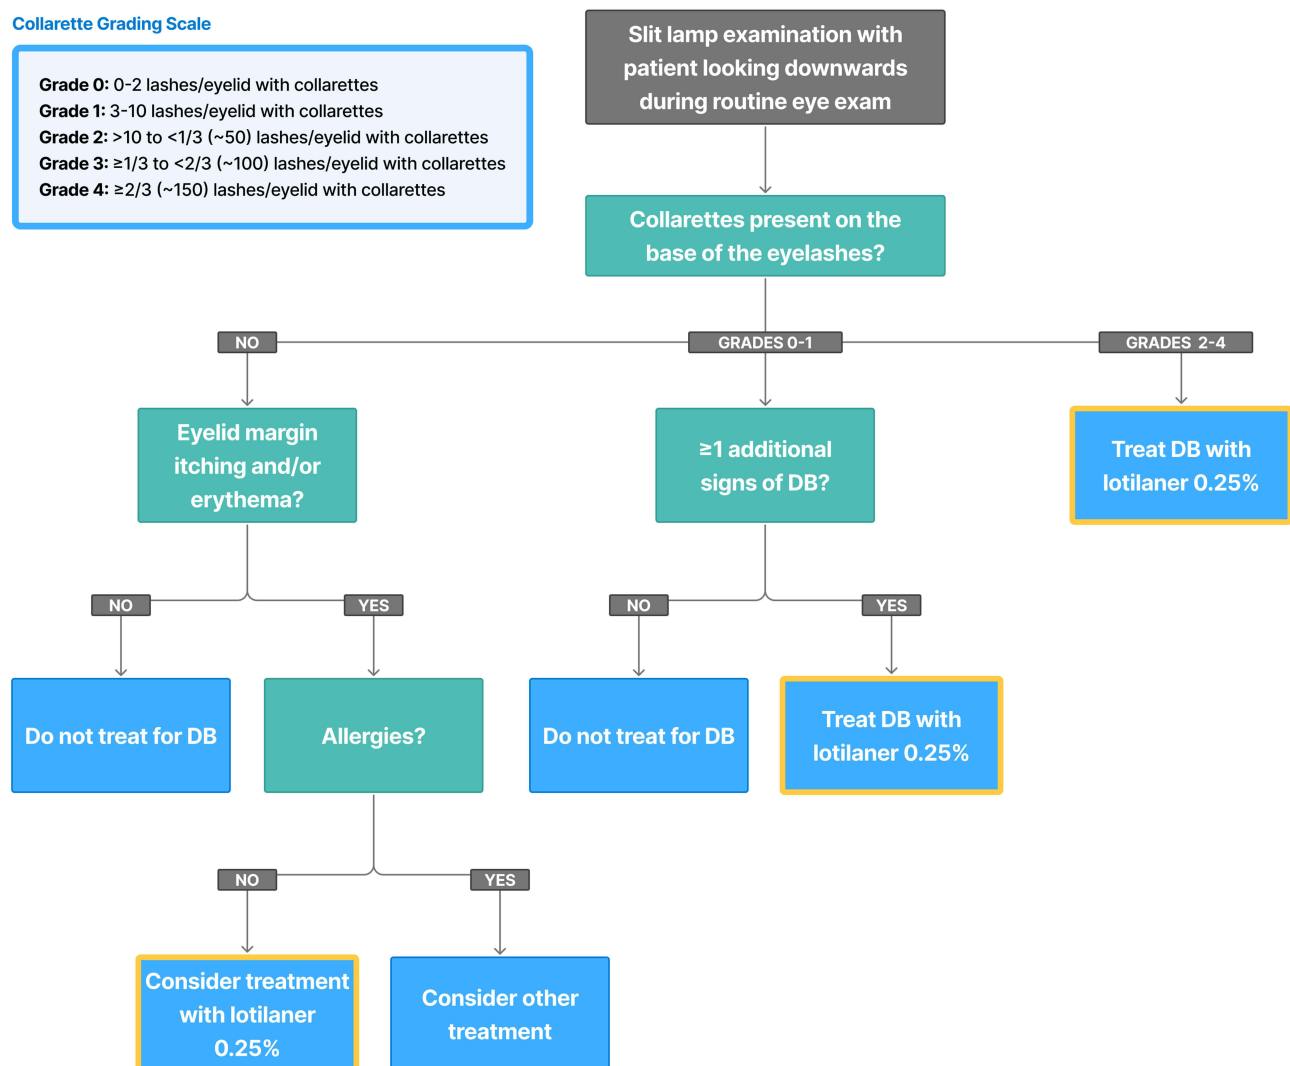 Collarette Grading Scale
Grade 0: 0-2 lashes/eyelid with collarettes
Grade 1: 3-10 lashes/eyelid with collarettes
Grade 2: >10 to <1/3 (~50) lashes/eyelid with collarettes
Grade 3: ≥1/3 to <2/3 (~100) lashes/eyelid with collarettes
Grade 4: ≥2/3 (~150) lashes/eyelid with collarettes
Slit lamp examination with
patient looking downwards
during routine eye exam
Collarettes present on the
base of the eyelashes?
NO
GRADES 0-1
GRADES 2-4
Eyelid margin
itching and/or
erythema?
≥1 additional
signs of DB?
Treat DB with
lotilaner 0.25%
NO
YES
NO
YES
Do not treat for DB
Allergies?
Do not treat for DB
Treat DB with
lotilaner 0.25%
NO
YES
Consider treatment
with lotilaner
0.25%
Consider other
treatment